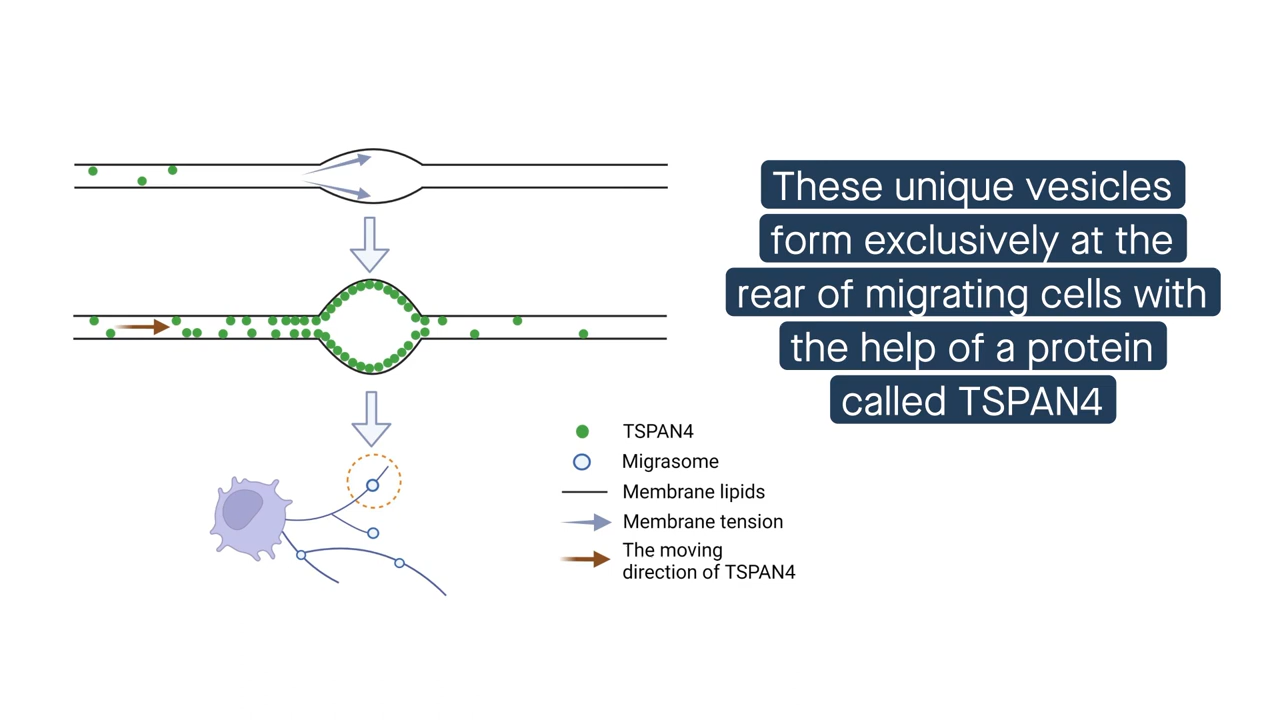 These unique vesicles
form exclusively at the
rear of migrating cells with
the help of a protein
called TSPAN4
TSPAN4
Migrasome
Membrane lipids
Membrane tension
The moving
direction of TSPAN4